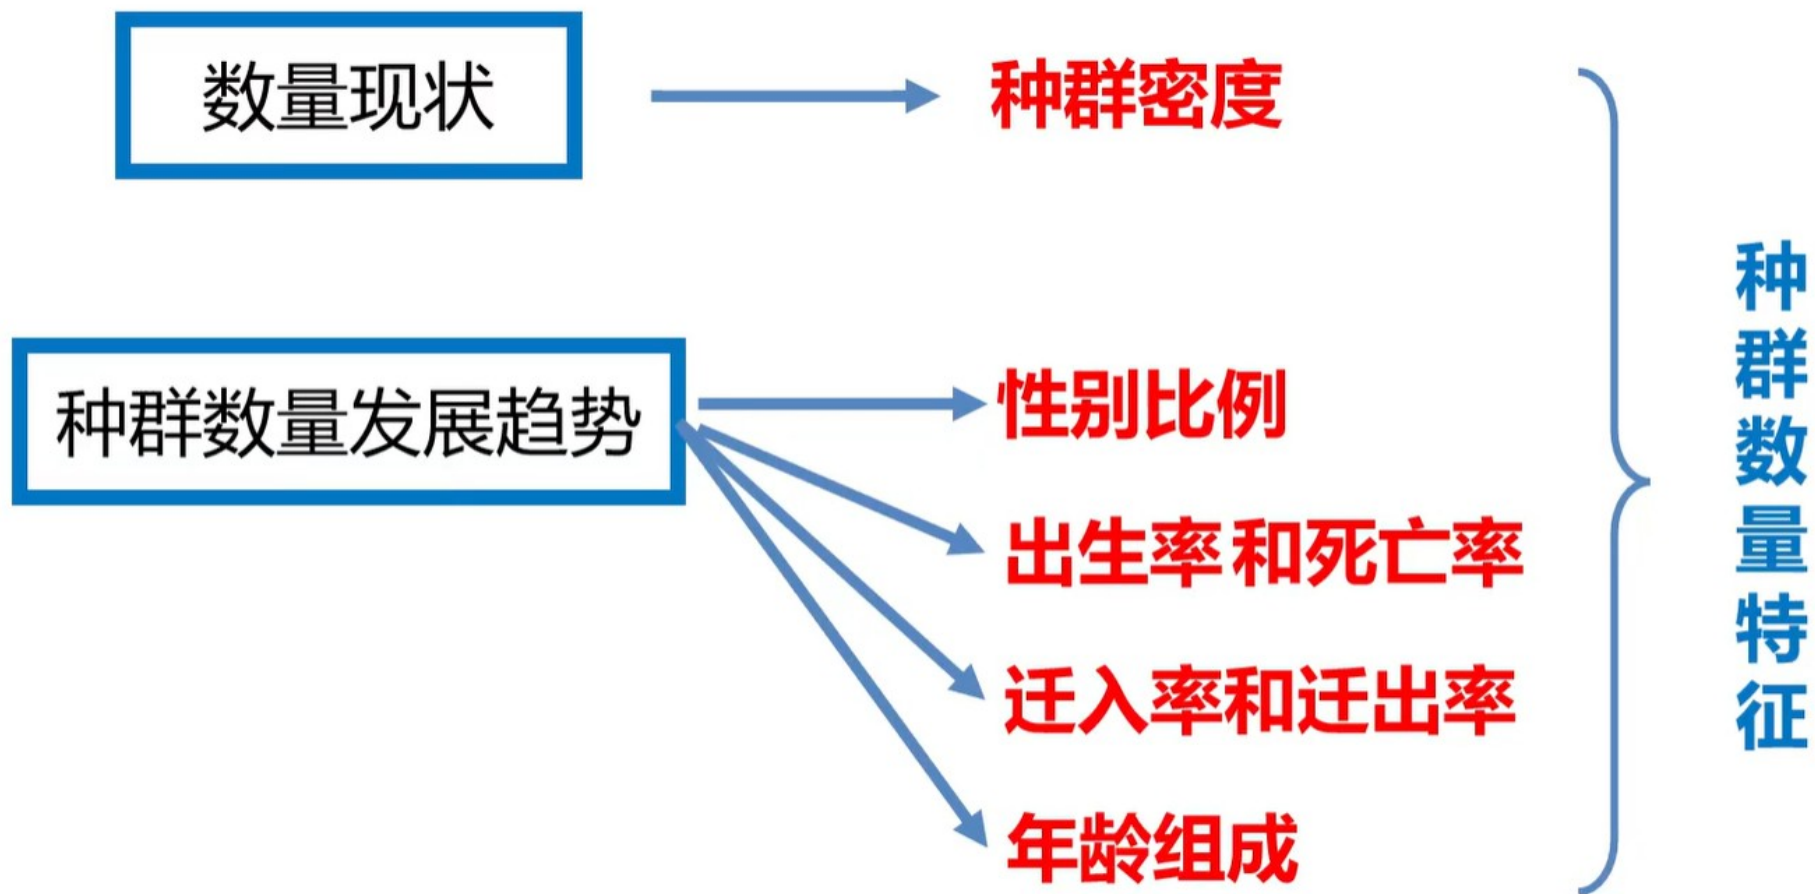 数量现状
种群密度
种群数量发展趋势
性别比例
出生率和死亡率
迁入率和迁出率
年龄组成
种群数量特征